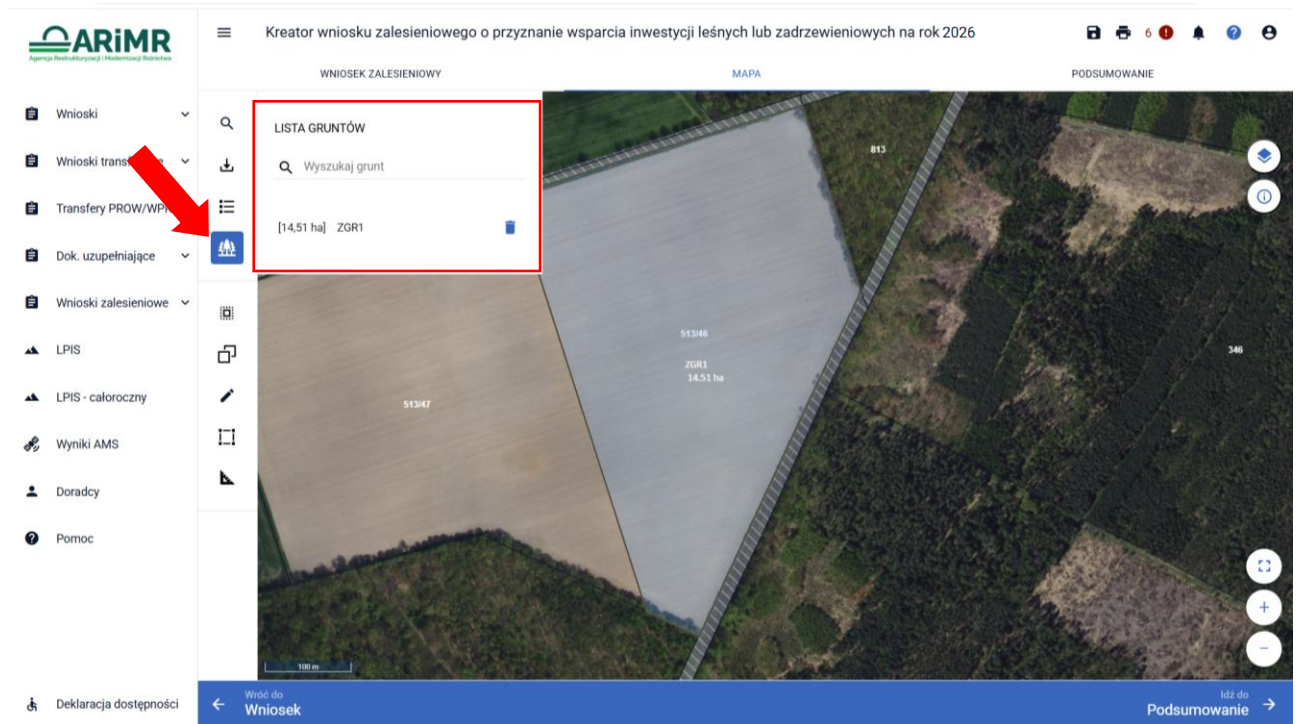 ARiMR
Agencja Restrukturyzacji i Modernizacji Rolnictwa
Kreator wniosku zalesieniowego o przyznanie wsparcia inwestycji leśnych lub zadrzewieniowych na rok 2026
6
WNIOSEK ZALESIENIOWY
MAPA
PODSUMOWANIE
Wnioski
Wnioski
Transfery PROW/WPR
Dok. uzupełniające
Wnioski zalesieniowe
LPIS
LPIS - całoroczny
Wyniki AMS
Doradcy
Pomoc
Deklaracja dostępności
LISTA GRUNTÓW
Wyszukaj grunt
[14,51 ha] ZGR1
813
513/46
ZGR1
14.51 ha
346
513/47
100 m
Wróć do
Wniosek
Idź do
Podsumowanie